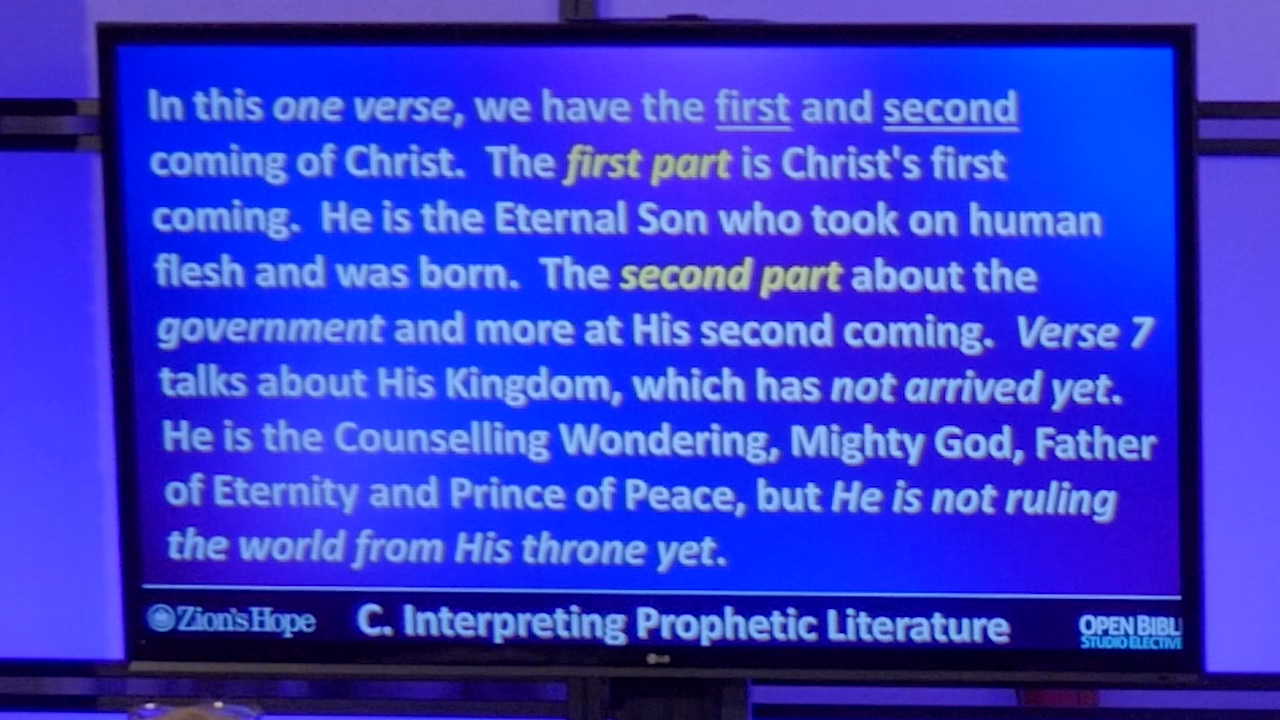 In this one verse, we have the first and second
coming of Christ.  The first part is Christ's first
coming.  He is the Eternal Son who took on human
flesh and was born.  The second part about the
government and more at His second coming.  Verse 7
talks about His Kingdom, which has not arrived yet.
He is the Counselling Wondering, Mighty God, Father
of Eternity and Prince of Peace, but He is not ruling
the world from His throne yet.
Zion's Hope
C. Interpreting Prophetic Literature
OPEN BIBL
STUDIO ELECTIVE
LG